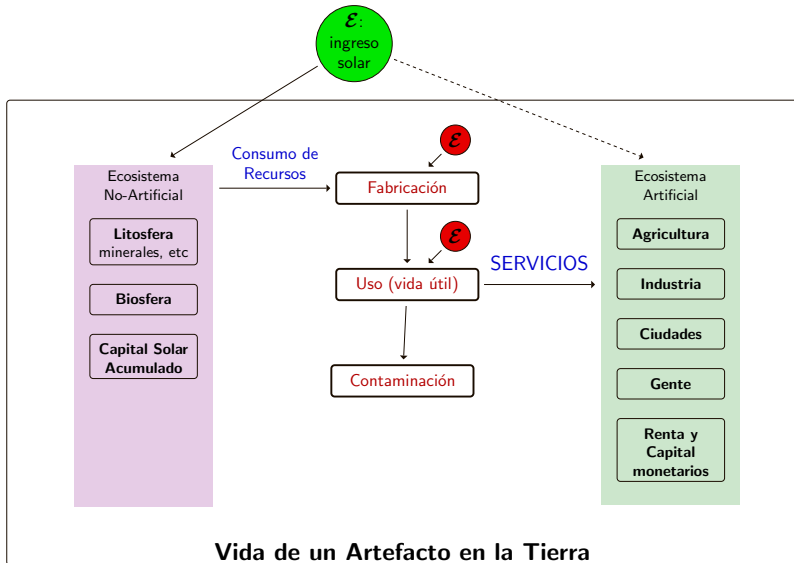 ℰ:
ingreso
solar
Ecosistema
No-Artificial
Litosfera
minerales, etc
Biosfera
Capital Solar
Acumulado
Consumo de
Recursos
ℰ
Fabricación
ℰ
Uso (vida útil)
Contaminación
SERVICIOS
Ecosistema
Artificial
Agricultura
Industria
Ciudades
Gente
Renta y
Capital
monetarios
Vida de un Artefacto en la Tierra